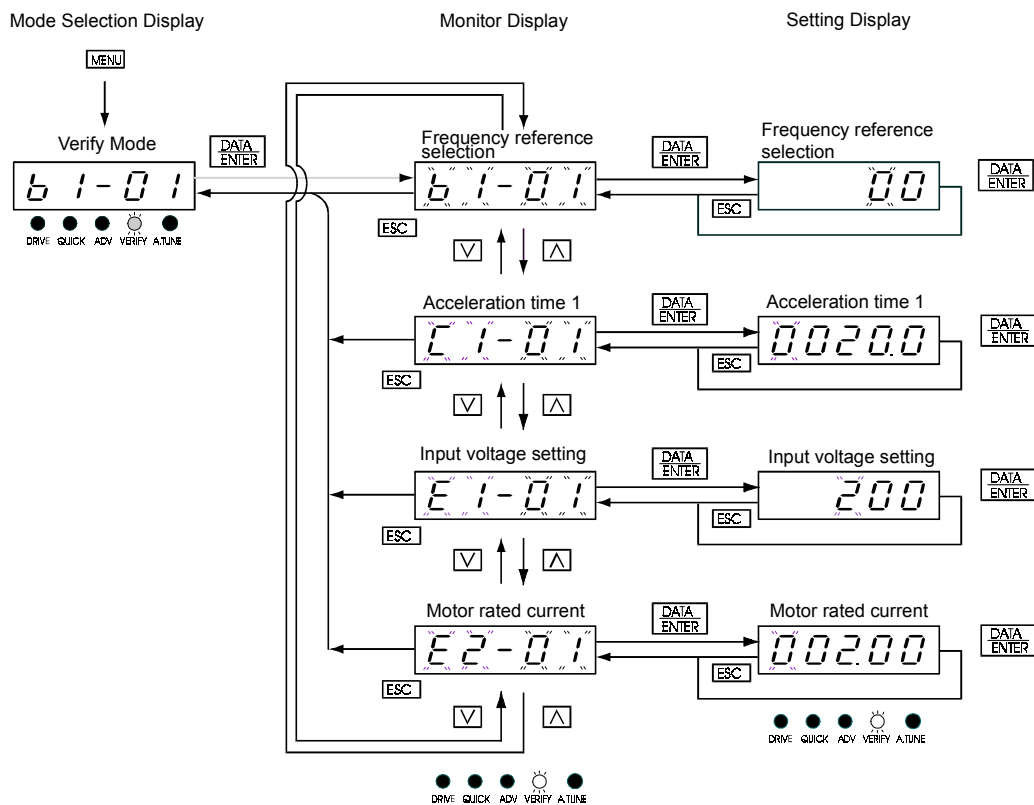 Mode Selection Display
Monitor Display
Setting Display
MENU
Verify Mode
DATA
ENTER
Frequency reference
selection
DATA
ENTER
Frequency reference
selection
DATA
ENTER
b1-01
b1-01
00
ESC
ESC
DRIVE QUICK ADV VERIFY A.TUNE
Acceleration time 1
DATA
ENTER
Acceleration time 1
DATA
ENTER
C1-01
0020.0
ESC
ESC
Input voltage setting
DATA
ENTER
Input voltage setting
DATA
ENTER
E1-01
200
ESC
ESC
Motor rated current
DATA
ENTER
Motor rated current
DATA
ENTER
E2-01
002.00
ESC
ESC
DRIVE QUICK ADV VERIFY A.TUNE
DRIVE QUICK ADV VERIFY A.TUNE